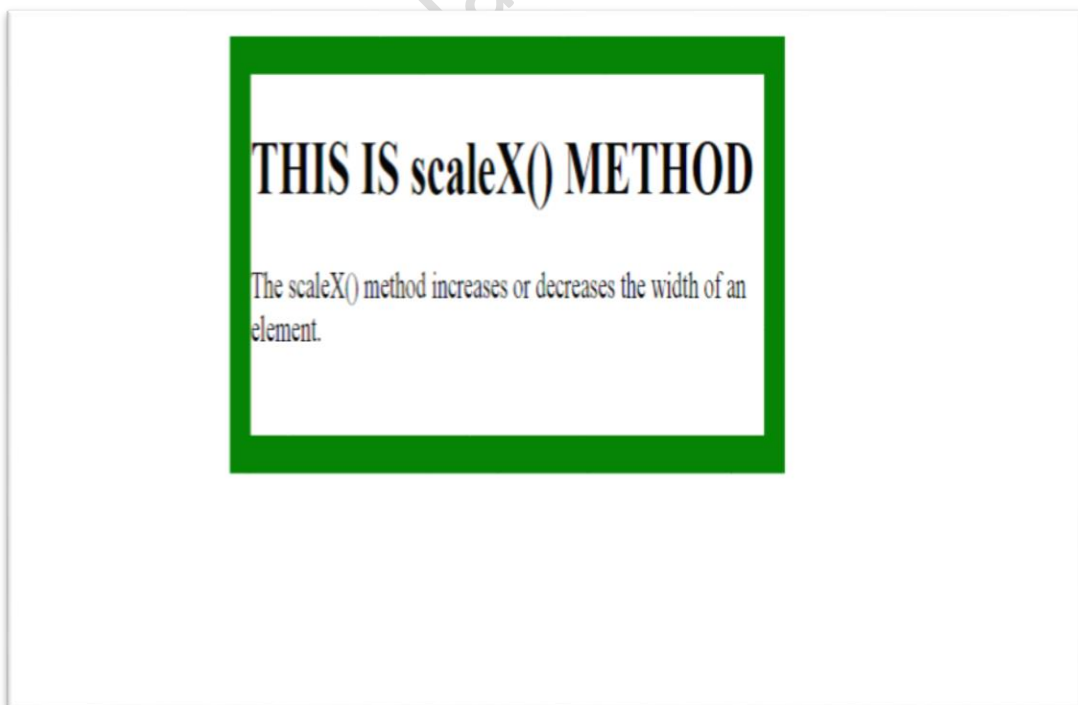 THIS IS scaleX() METHOD
The scaleX() method increases or decreases the width of an
element.